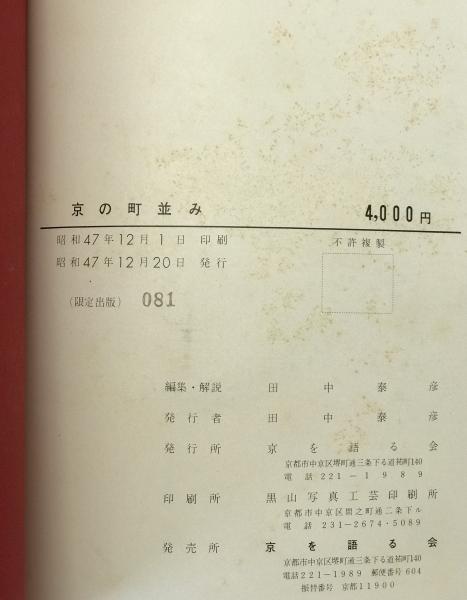 京の町並み 4,000円
昭和47年12月1日 印刷 不許複製
昭和47年12月20日 発行
(限定出版) 081
編集・解説 田中泰彦
発行者 田中泰彦
発行所 京を語る会
京都市中京区堺町通三条下る道祐町140
電話 221-1989
印刷所 黒山写真工芸印刷所
京都市中京区間之町通二条下ル
電話 231-2674・5089
発売所 京を語る会
京都市中京区堺町通三条下る道祐町140
電話221-1989 郵便番号 604
振替番号 京都11900